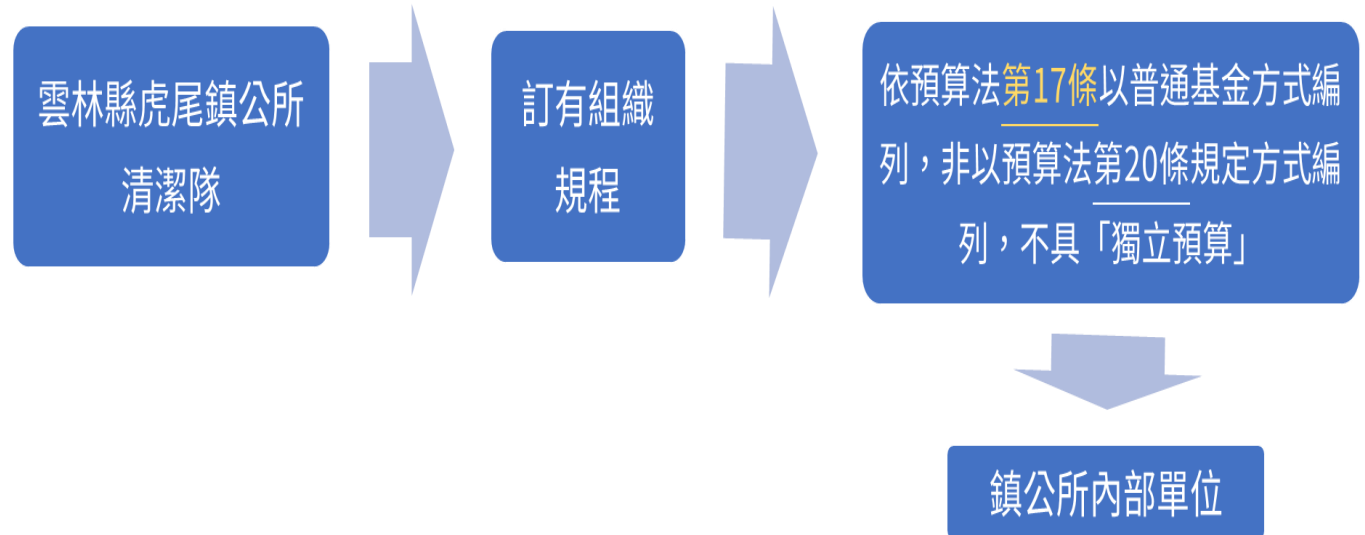 雲林縣虎尾鎮公所
清潔隊
訂有組織
規程
依預算法第17條以普通基金方式編
列，非以預算法第20條規定方式編
列，不具「獨立預算」
鎮公所內部單位